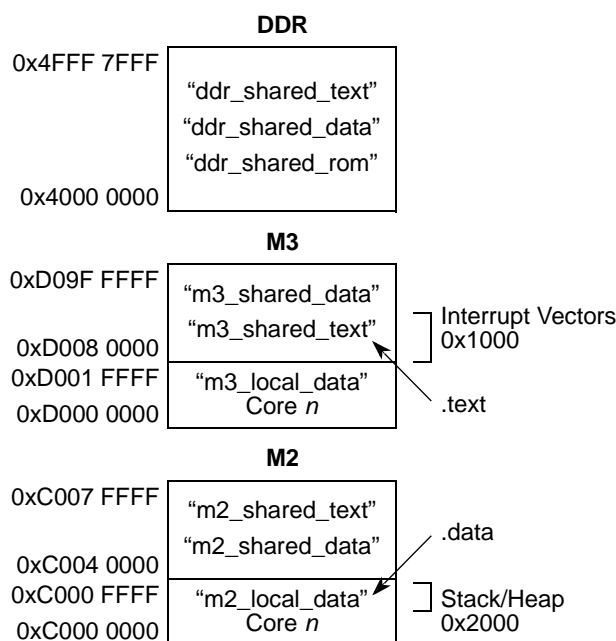 DDR
0x4FFF 7FFF
“ddr_shared_text”
“ddr_shared_data”
“ddr_shared_rom”
0x4000 0000
M3
0xD09F FFFF
“m3_shared_data”
“m3_shared_text”
Interrupt Vectors
0x1000
0xD008 0000
0xD001 FFFF
“m3_local_data”
Core n
.text
0xD000 0000
M2
0xC007 FFFF
“m2_shared_text”
“m2_shared_data”
.data
0xC004 0000
0xC000 FFFF
“m2_local_data”
Core n
Stack/Heap
0x2000
0xC000 0000